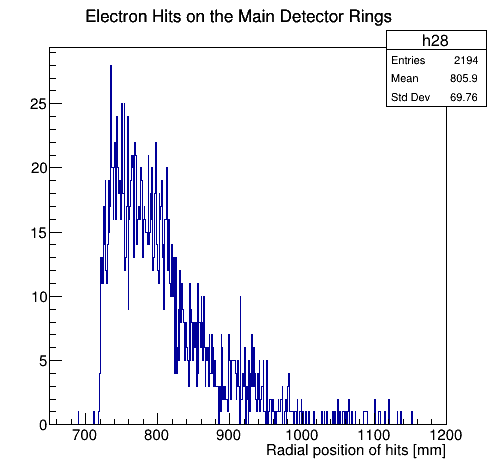 Electron Hits on the Main Detector Rings
h28
Entries 2194
Mean 805.9
Std Dev 69.76
25
20
15
10
5
0
700 800 900 1000 1100 1200
Radial position of hits [mm]